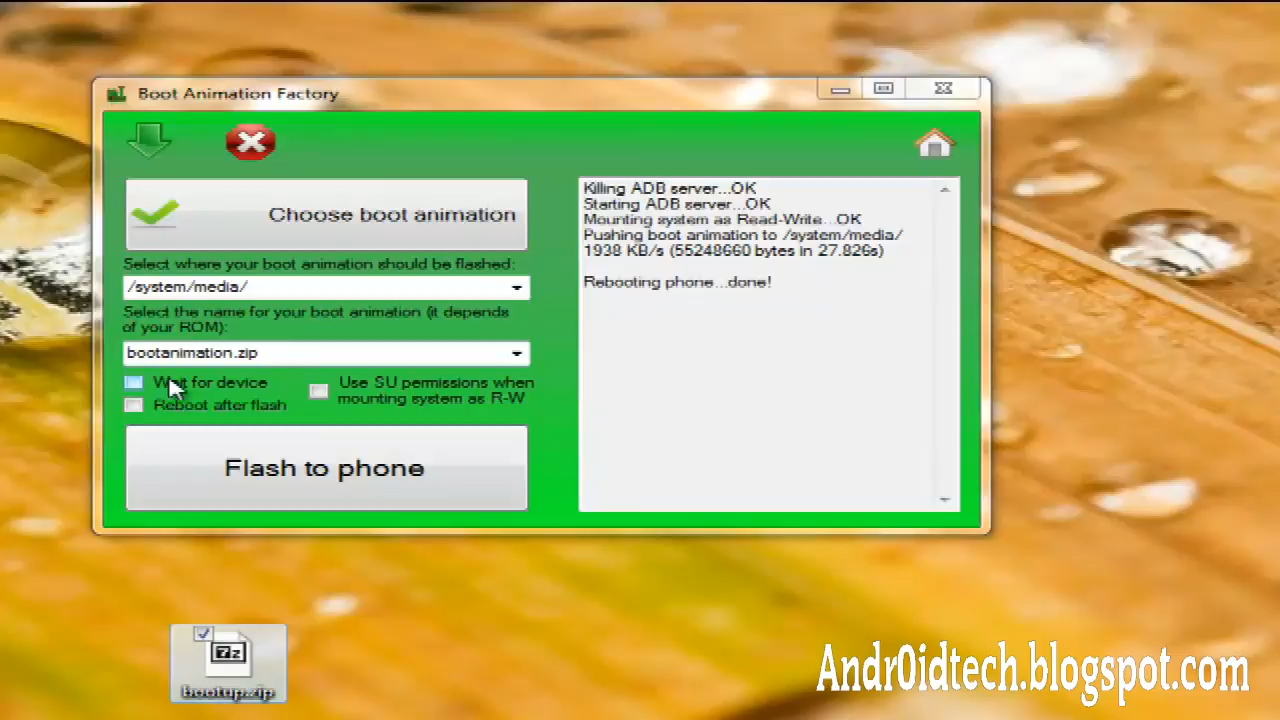 Boot Animation Factory
Choose boot animation
Select where your boot animation should be flashed:
/system/media/
Select the name for your boot animation (it depends
of your ROM):
bootanimation.zip
Wait for device
Reboot after flash
Use SU permissions when
mounting system as R-W
Flash to phone
Killing ADB server...OK
Starting ADB server...OK
Mounting system as Read-Write...OK
Pushing boot animation to /system/media/
1938 KB/s (55248660 bytes in 27.826s)
Rebooting phone...done!
7z
bootup.zip
Andr0idtech.blogspot.com